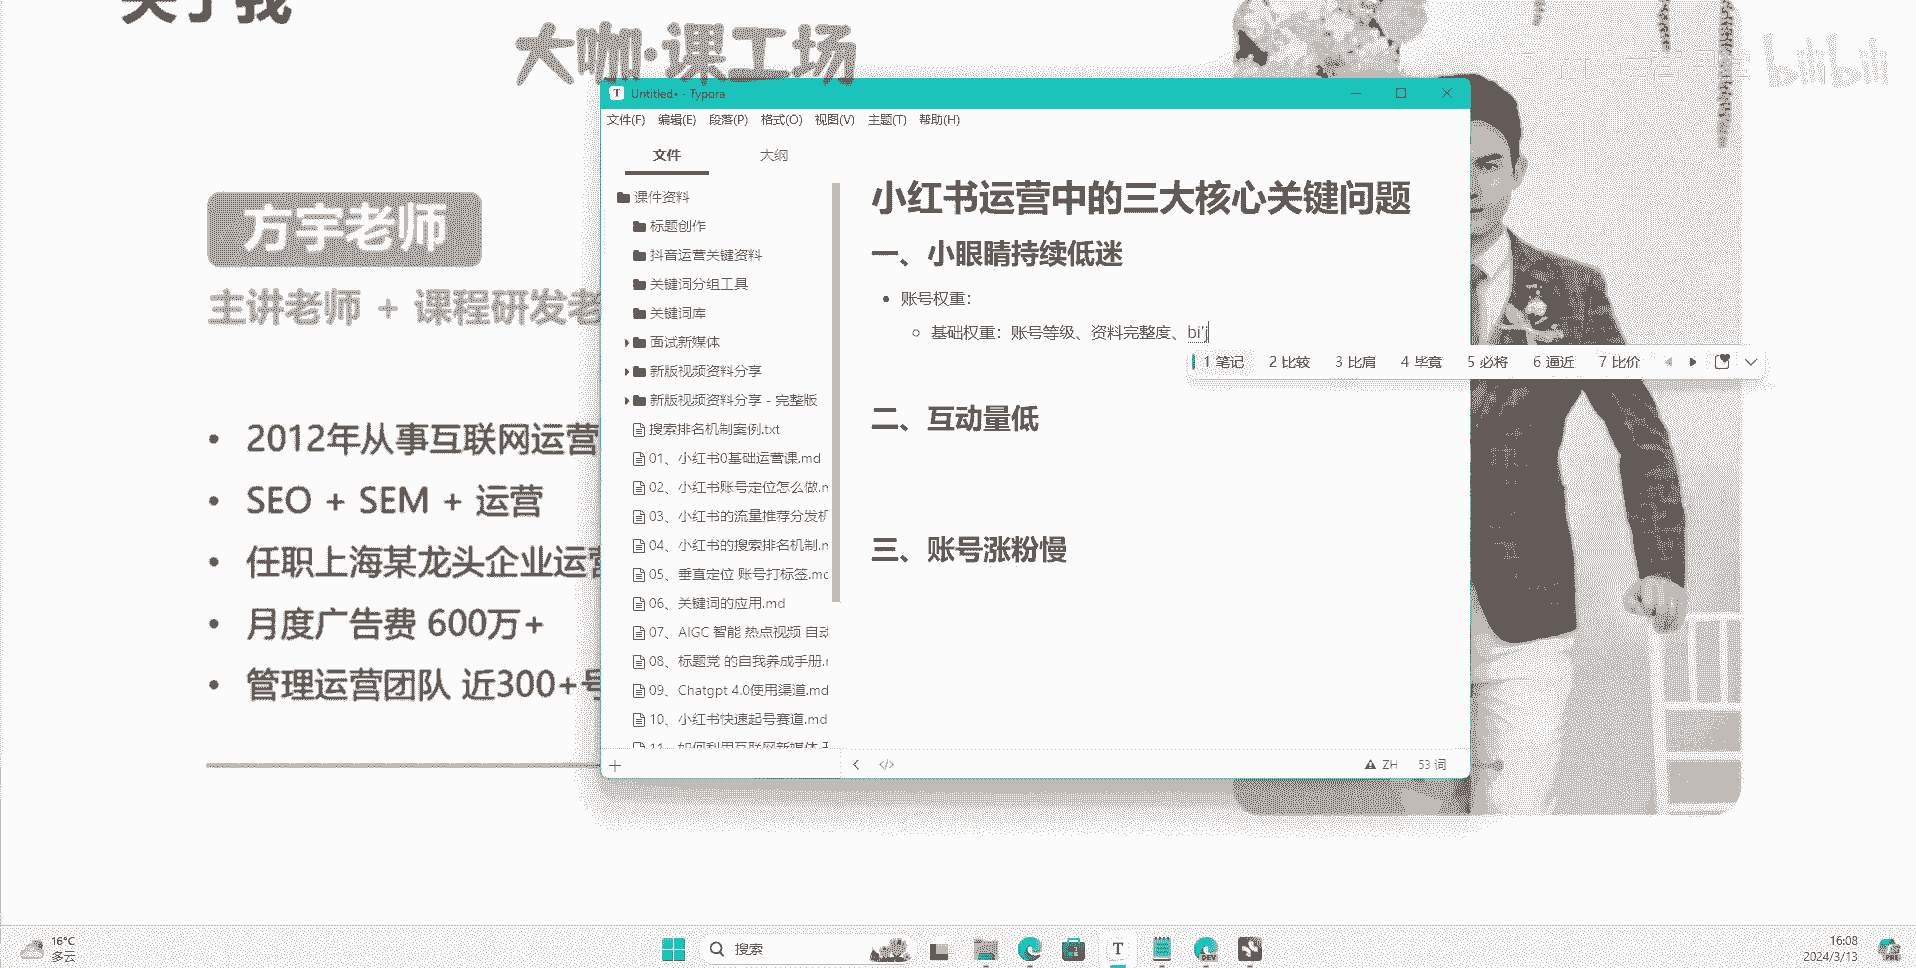 关于我
大咖·课工场
bilibili
方宇老师
主讲老师 + 课程研发老
2012年从事互联网运营
SEO + SEM + 运营
任职上海某龙头企业运营
月度广告费 600万+
管理运营团队 近300+号
Untitled• - Typora
文件(F) 编辑(E) 段落(P) 格式(O) 视图(V) 主题(T) 帮助(H)
文件 大纲
课件资料
标题创作
抖音运营关键资料
关键词分组工具
关键词库
面试新媒体
新版视频资料分享
新版视频资料分享 - 完整版
搜索排名机制案例.txt
01、小红书0基础运营课.md
02、小红书账号定位怎么做.m
03、小红书的流量推荐分发机
04、小红书的搜索排名机制.m
05、垂直定位 账号打标签.md
06、关键词的应用.md
07、AIGC 智能 热点视频 自动
08、标题党 的自我养成手册.m
09、Chatgpt 4.0使用渠道.md
10、小红书快速起号赛道.md
11、如何利用互联网新媒体
小红书运营中的三大核心关键问题
一、小眼睛持续低迷
账号权重：
基础权重：账号等级、资料完整度、bi'j
1 笔记 2 比较 3 比肩 4 毕竟 5 必将 6 逼近 7 比价
二、互动量低
三、账号涨粉慢
ZH 53 词
16°C
多云
搜索
16:08
2024/3/13